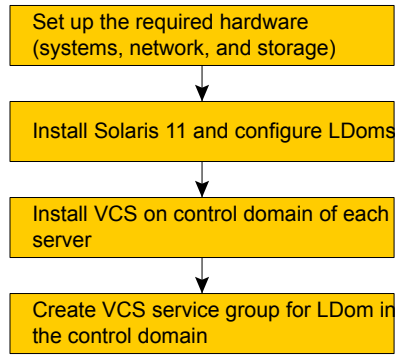 Set up the required hardware
(systems, network, and storage)
Install Solaris 11 and configure LDoms
Install VCS on control domain of each
server
Create VCS service group for LDom in
the control domain